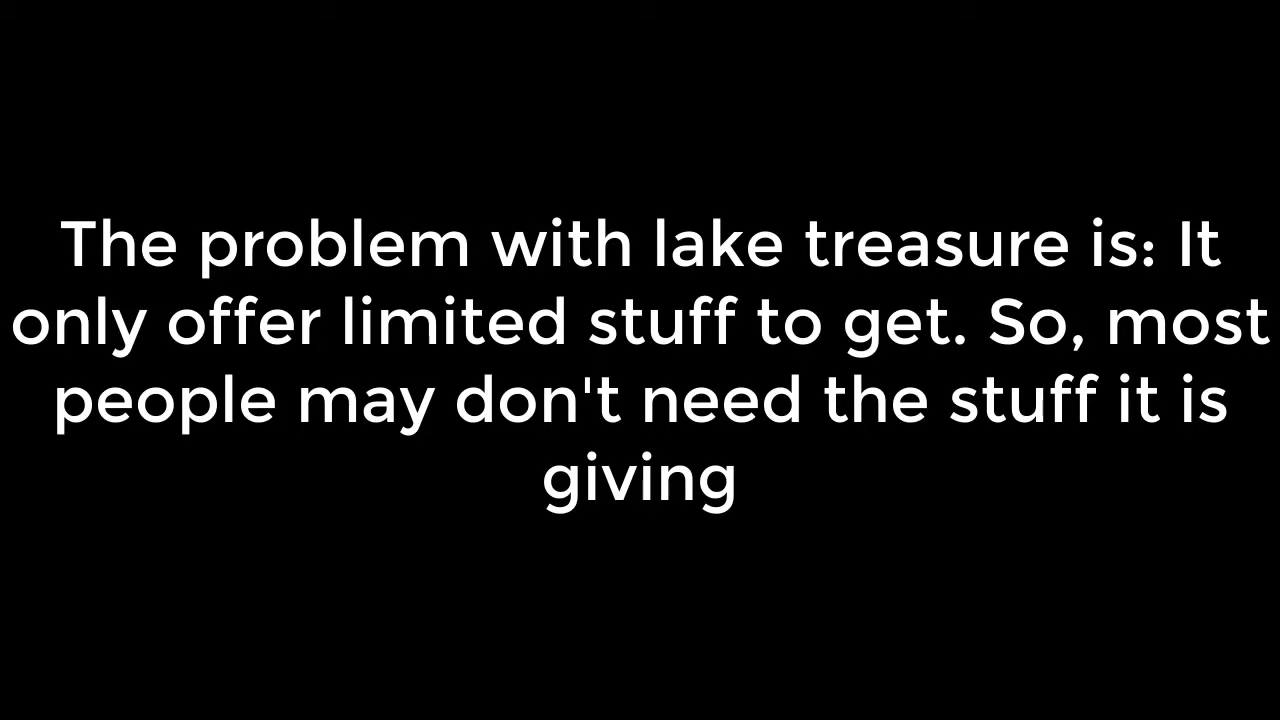 The problem with lake treasure is: It
only offer limited stuff to get. So, most
people may don't need the stuff it is
giving